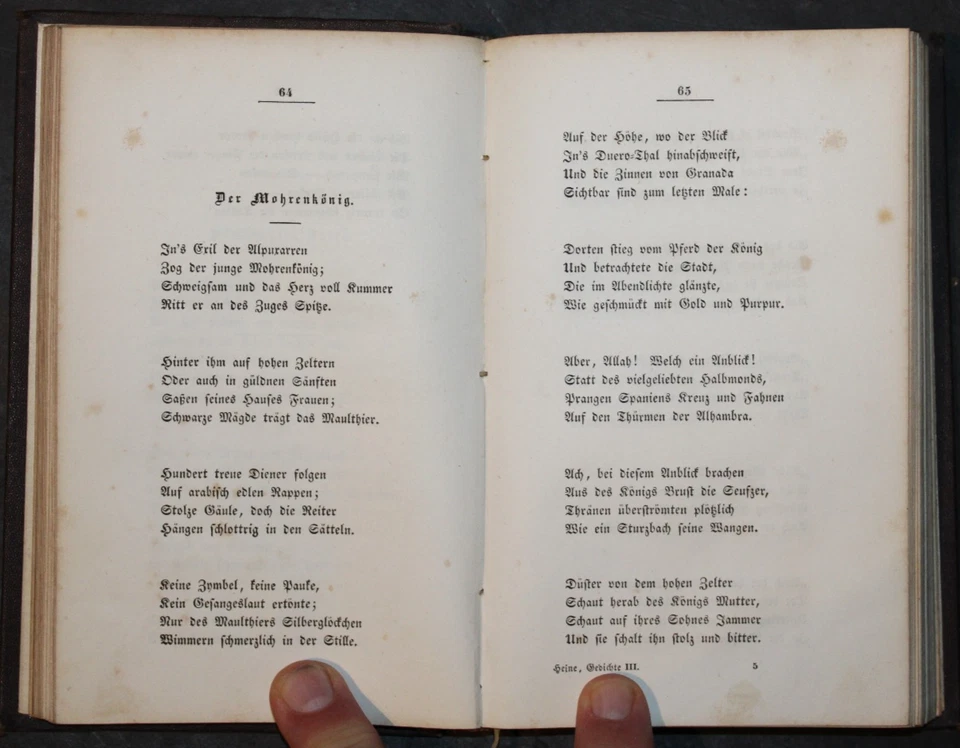 64
Der Mohrenkönig.
In's Exil der Alpuxarren
Zog der junge Mohrenkönig;
Schweigsam und das Herz voll Kummer
Ritt er an des Zuges Spitze.
Hinter ihm auf hohen Zeltern
Oder auch in güldnen Sänften
Saßen seines Hauses Frauen;
Schwarze Mägde trägt das Maulthier.
Hundert treue Diener folgen
Auf arabisch edlen Rappen;
Stolze Gäule, doch die Reiter
Hängen schlottrig in den Sätteln.
Keine Zymbel, keine Pauke,
Kein Gesangeslaut ertönte;
Nur des Maulthiers Silberglöckchen
Wimmern schmerzlich in der Stille.
65
Auf der Höhe, wo der Blick
In's Duero-Thal hinabschweift,
Und die Zinnen von Granada
Sichtbar sind zum letzten Male:
Dorten stieg vom Pferd der König
Und betrachtete die Stadt,
Die im Abendlichte glänzte,
Wie geschmückt mit Gold und Purpur.
Aber, Allah! Welch ein Anblick!
Statt des vielgeliebten Halbmonds,
Prangen Spaniens Kreuz und Fahnen
Auf den Thürmen der Alhambra.
Ach, bei diesem Anblick brachen
Aus des Königs Brust die Seufzer,
Thränen überströmten plötzlich
Wie ein Sturzbach seine Wangen.
Düster von dem hohen Zelter
Schaut herab des Königs Mutter,
Schaut auf ihres Sohnes Jammer
Und sie schalt ihn stolz und bitter.
Heine, Gedichte III. 5